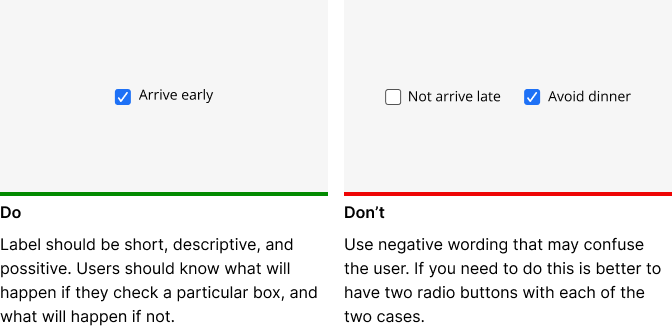 Arrive early
Not arrive late
Avoid dinner
Do
Label should be short, descriptive, and
possitive. Users should know what will
happen if they check a particular box, and
what will happen if not.
Don't
Use negative wording that may confuse
the user. If you need to do this is better to
have two radio buttons with each of the
two cases.